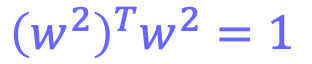 (w²)ᵀw² = 1